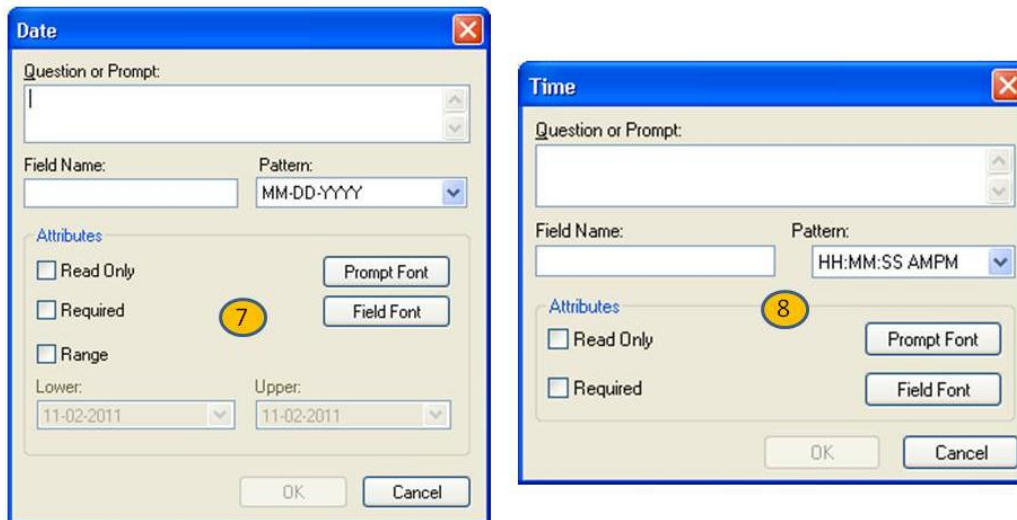 Date
Question or Prompt:
Field Name:
Pattern:
MM-DD-YYYY
Attributes
Read Only
Prompt Font
Required
7
Field Font
Range
Lower:
Upper:
11-02-2011
11-02-2011
OK
Cancel
Time
Question or Prompt:
Field Name:
Pattern:
HH:MM:SS AMPM
Attributes
8
Read Only
Prompt Font
Required
Field Font
OK
Cancel